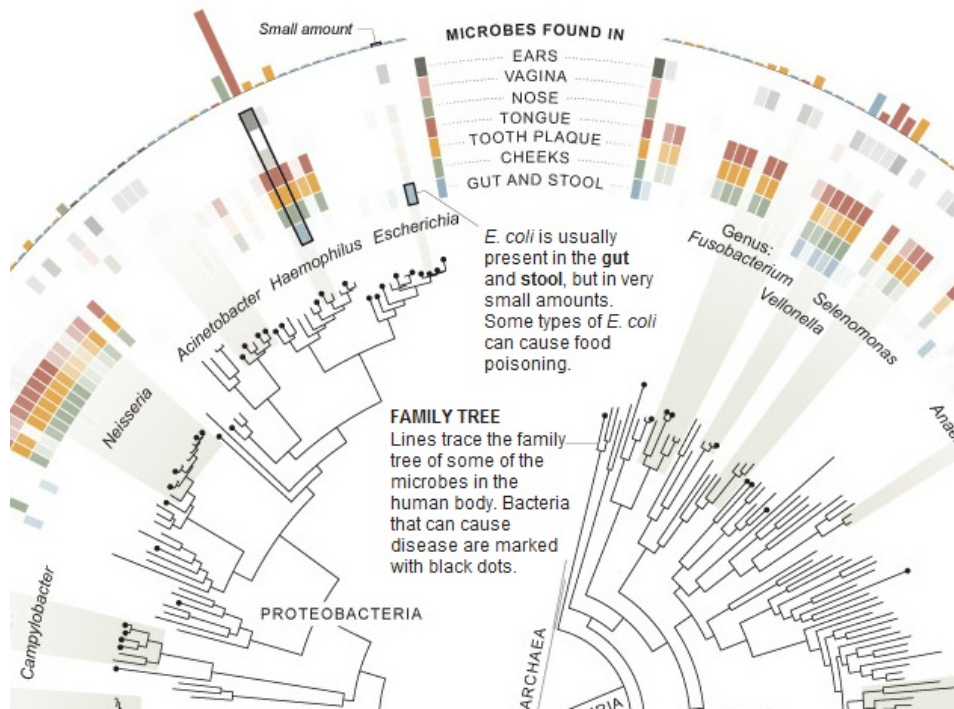 Small amount
MICROBES FOUND IN
EARS
VAGINA
NOSE
TONGUE
TOOTH PLAQUE
CHEEKS
GUT AND STOOL
Acinetobacter
Haemophilus
Escherichia
E. coli is usually
present in the gut
and stool, but in very
small amounts.
Some types of E. coli
can cause food
poisoning.
Genus:
Fusobacterium
Vellonella
Selenomonas
Neisseria
FAMILY TREE
Lines trace the family
tree of some of the
microbes in the
human body. Bacteria
that can cause
disease are marked
with black dots.
Campylobacter
PROTEOBACTERIA
ARCHAEA